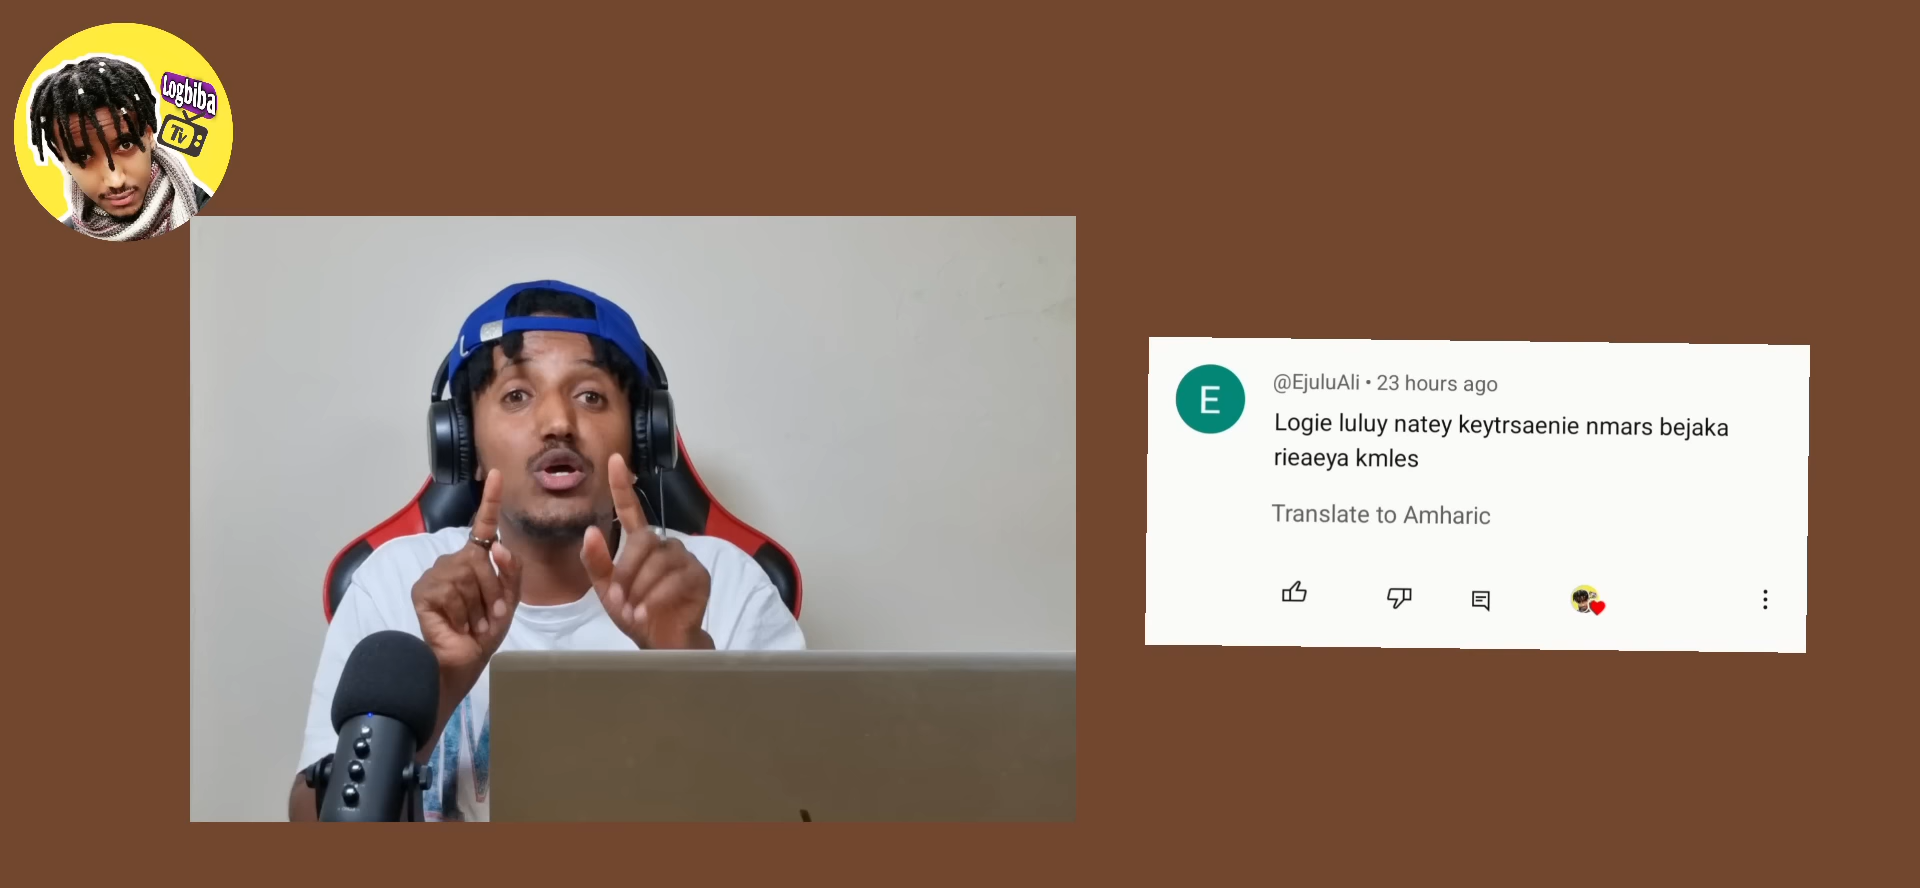 Logbiba
Tv
E
@EjuluAli • 23 hours ago
Logie luluy natey keytrsaenie nmars bejaka
rieaeya kmles
Translate to Amharic